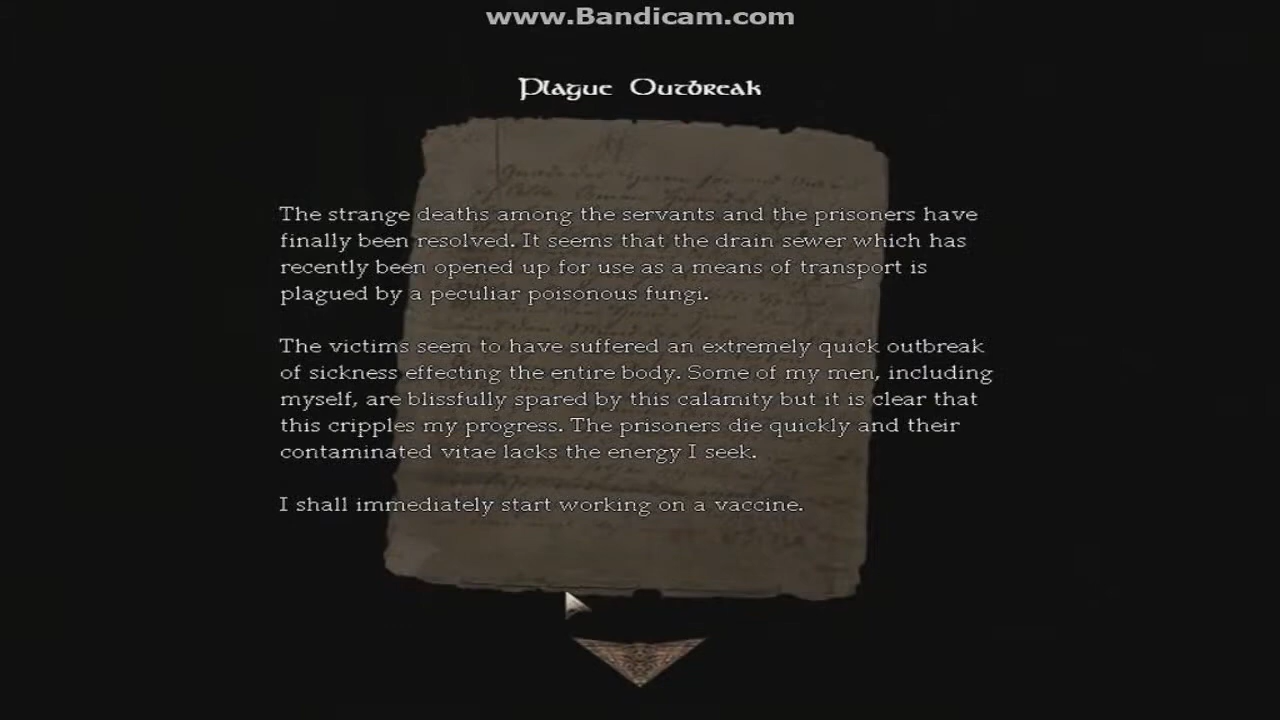 www.Bandicam.com
Plague Outbreak
The strange deaths among the servants and the prisoners have
finally been resolved. It seems that the drain sewer which has
recently been opened up for use as a means of transport is
plagued by a peculiar poisonous fungi.
The victims seem to have suffered an extremely quick outbreak
of sickness effecting the entire body. Some of my men, including
myself, are blissfully spared by this calamity but it is clear that
this cripples my progress. The prisoners die quickly and their
contaminated vitae lacks the energy I seek.
I shall immediately start working on a vaccine.